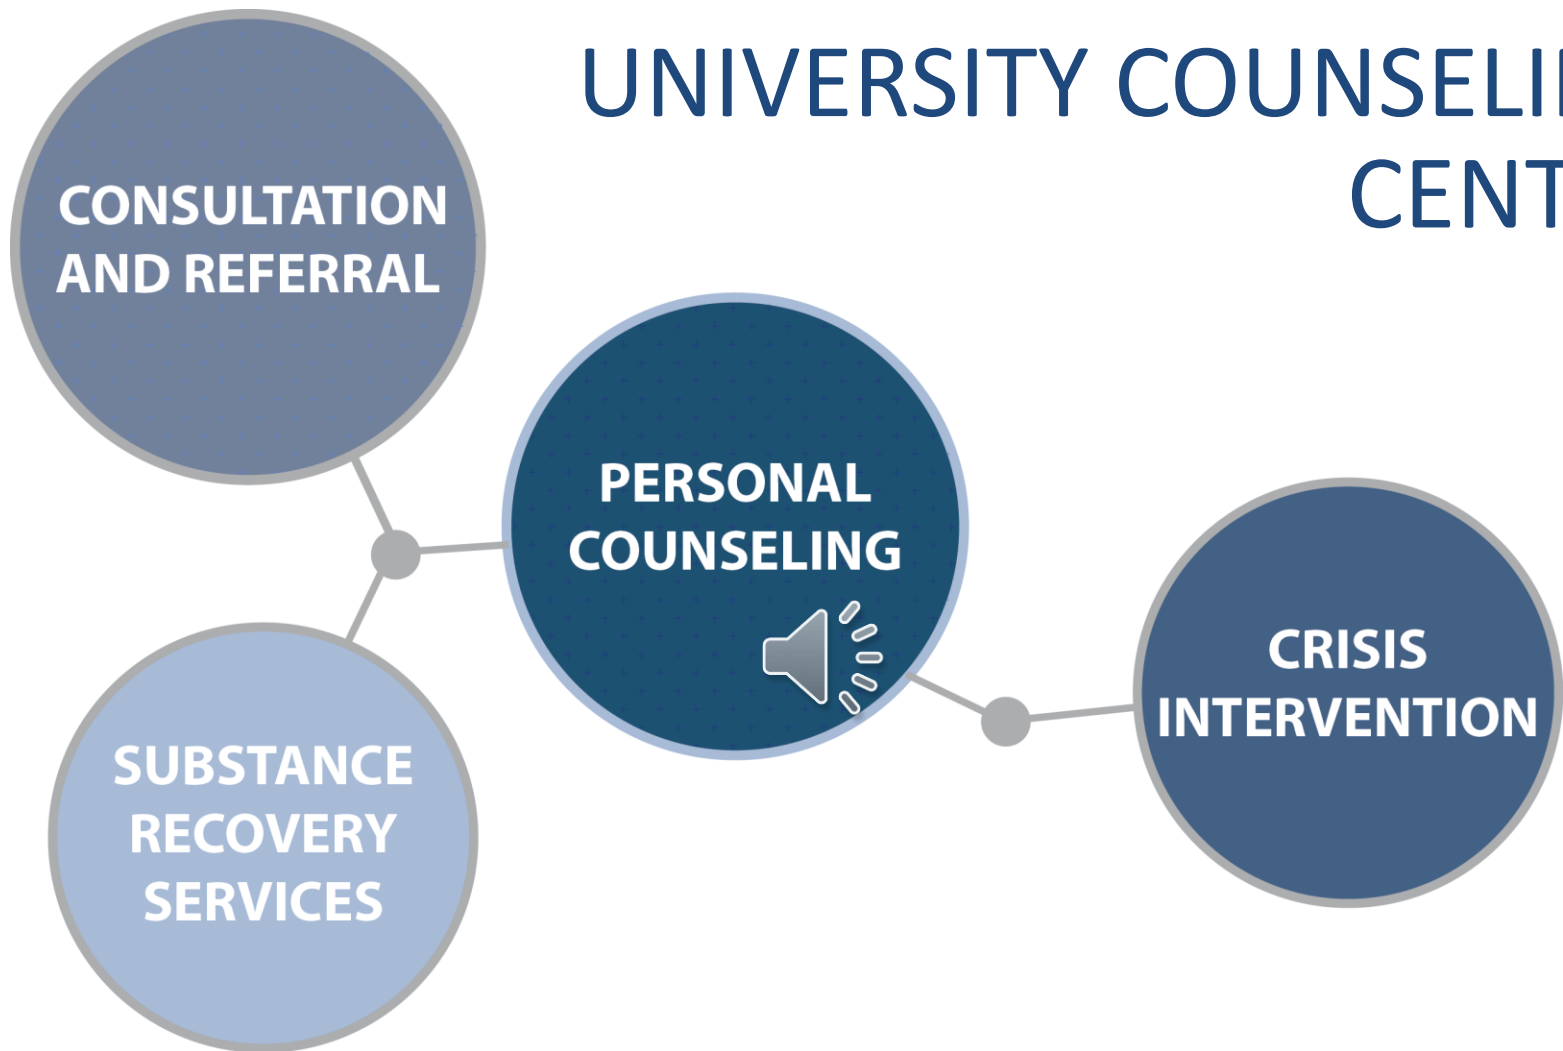 UNIVERSITY COUNSELI
CENT
CONSULTATION
AND REFERRAL
PERSONAL
COUNSELING
CRISIS
INTERVENTION
SUBSTANCE
RECOVERY
SERVICES